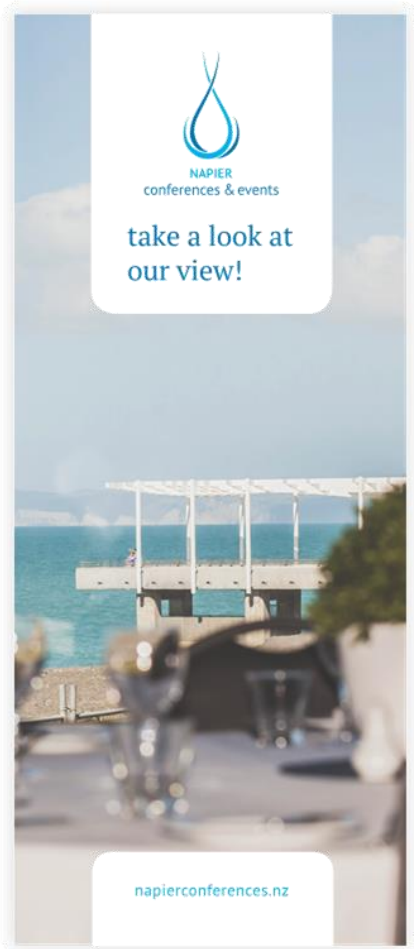 NAPIER
conferences & events
take a look at
our view!
napierconferences.nz